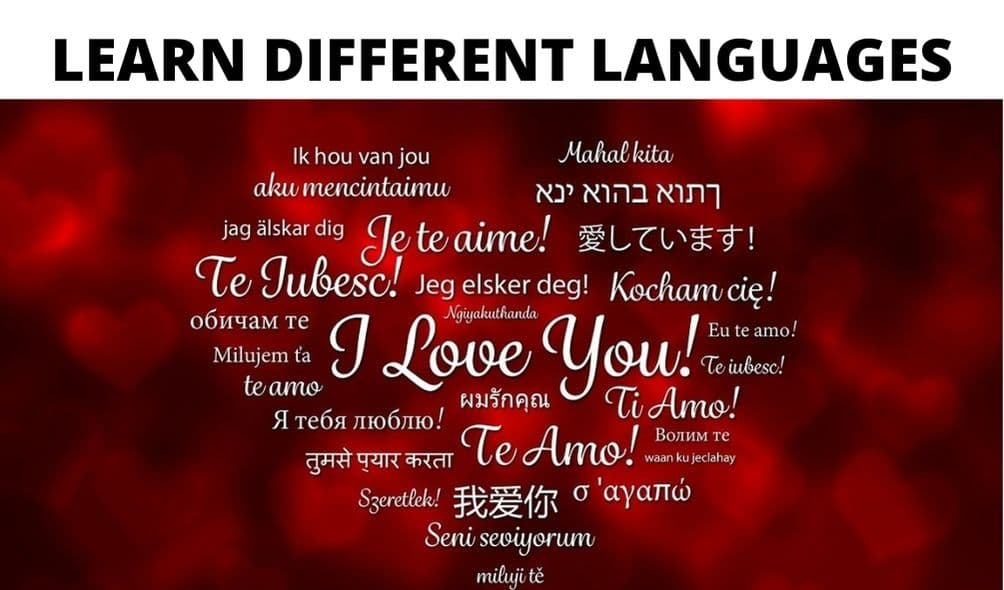 LEARN DIFFERENT LANGUAGES
Ik hou van jou
Mahal kita
aku mencintaimu
ךתוא בהוא ינא
jag älskar dig
Je te aime!
愛しています!
Te Iubesc!
Jeg elsker deg!
Kocham cię!
Ngiyakuthanda
обичам те
I Love You!
Eu te amo!
Milujem ťa
Te iubesc!
te amo
ผมรักคุณ
Ti Amo!
Я тебя люблю!
Te Amo!
Волим те
तुमसे प्‌यार करता
waan ku jeclahay
Szeretlek!
我爱你
σ 'αγαπώ
Seni seviyorum
miluji tě